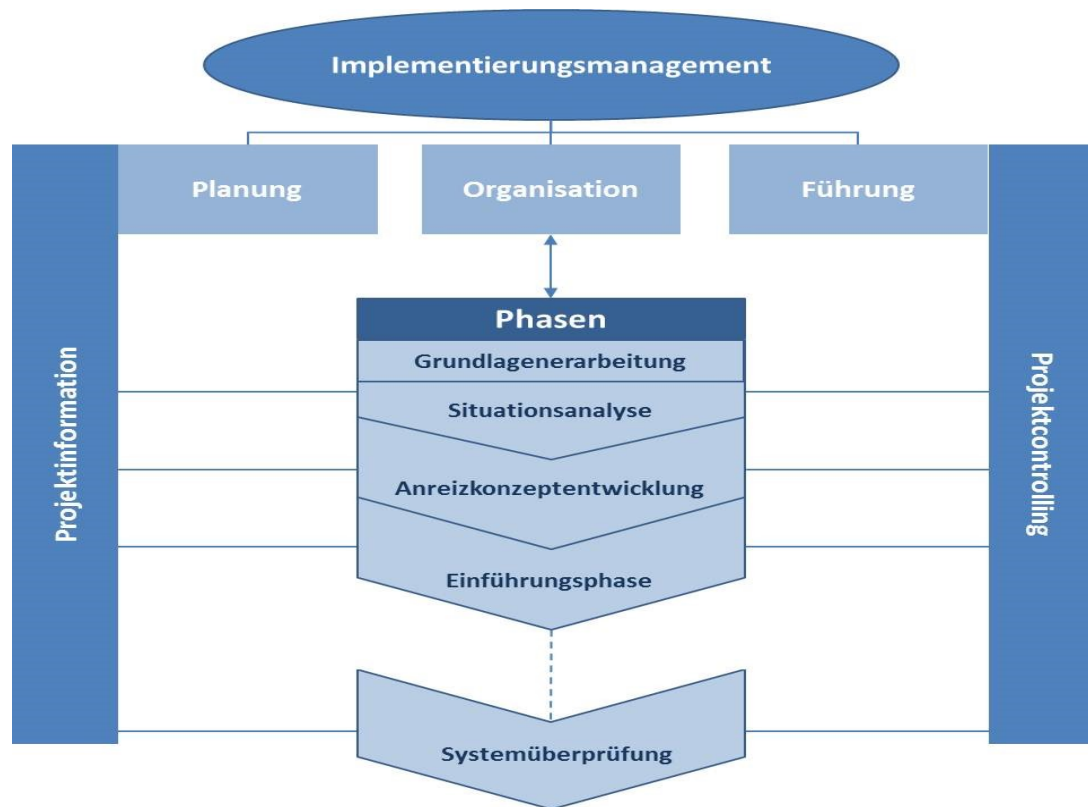 Implementierungsmanagement
Planung
Organisation
Führung
Projektinformation
Projektcontrolling
Phasen
Grundlagenerarbeitung
Situationsanalyse
Anreizkonzeptentwicklung
Einführungsphase
Systemüberprüfung